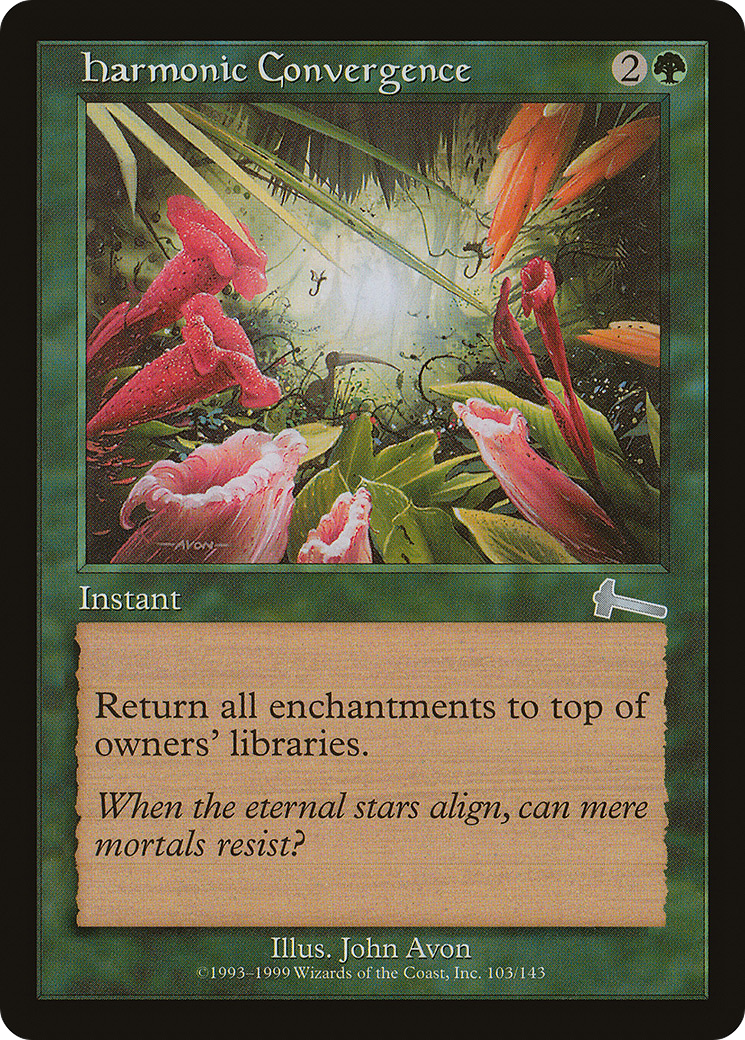 Harmonic Convergence 2
AVON
Instant
Return all enchantments to top of
owners’ libraries.
When the eternal stars align, can mere
mortals resist?
Illus. John Avon
©1993–1999 Wizards of the Coast, Inc. 103/143